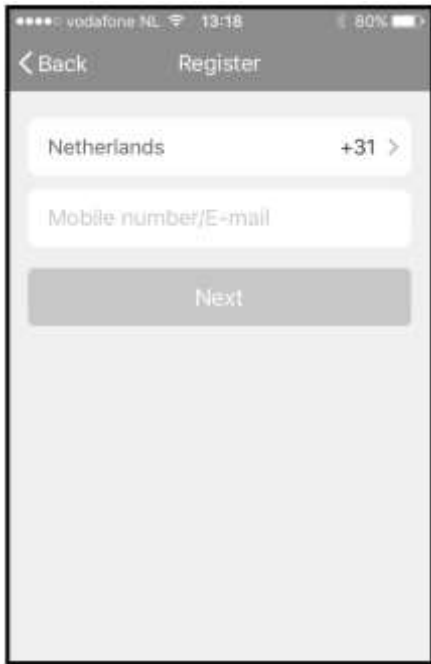 vodafone NL 13:18 80%
Back Register
Netherlands +31
Mobile number/E-mail
Next